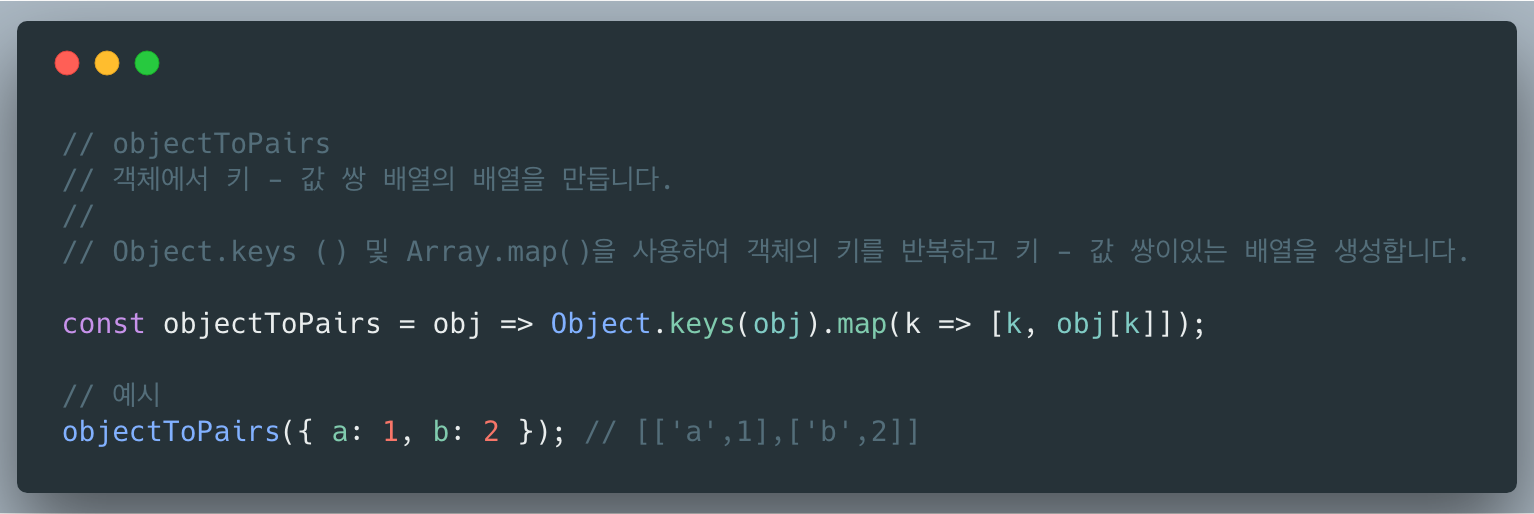 // objectToPairs
// 객체에서 키 - 값 쌍 배열의 배열을 만듭니다.
//
// Object.keys () 및 Array.map()을 사용하여 객체의 키를 반복하고 키 - 값 쌍이있는 배열을 생성합니다.
const objectToPairs = obj => Object.keys(obj).map(k => [k, obj[k]]);
// 예시
objectToPairs({ a: 1, b: 2 }); // [['a',1],['b',2]]